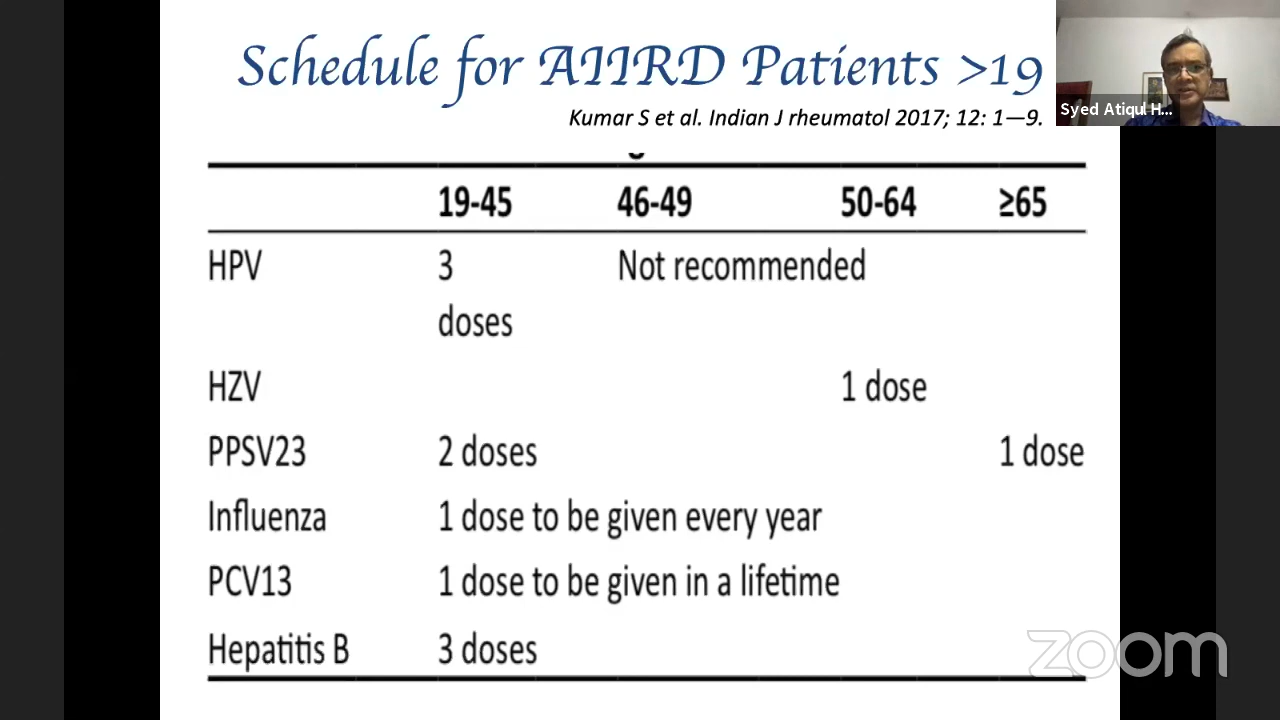 Schedule for AIIRD Patients >19
Kumar S et al. Indian J rheumatol 2017; 12: 1—9.
Syed Atiqul H...
19-45 46-49 50-64 ≥65
HPV 3 Not recommended
doses
HZV 1 dose
PPSV23 2 doses 1 dose
Influenza 1 dose to be given every year
PCV13 1 dose to be given in a lifetime
Hepatitis B 3 doses
zoom